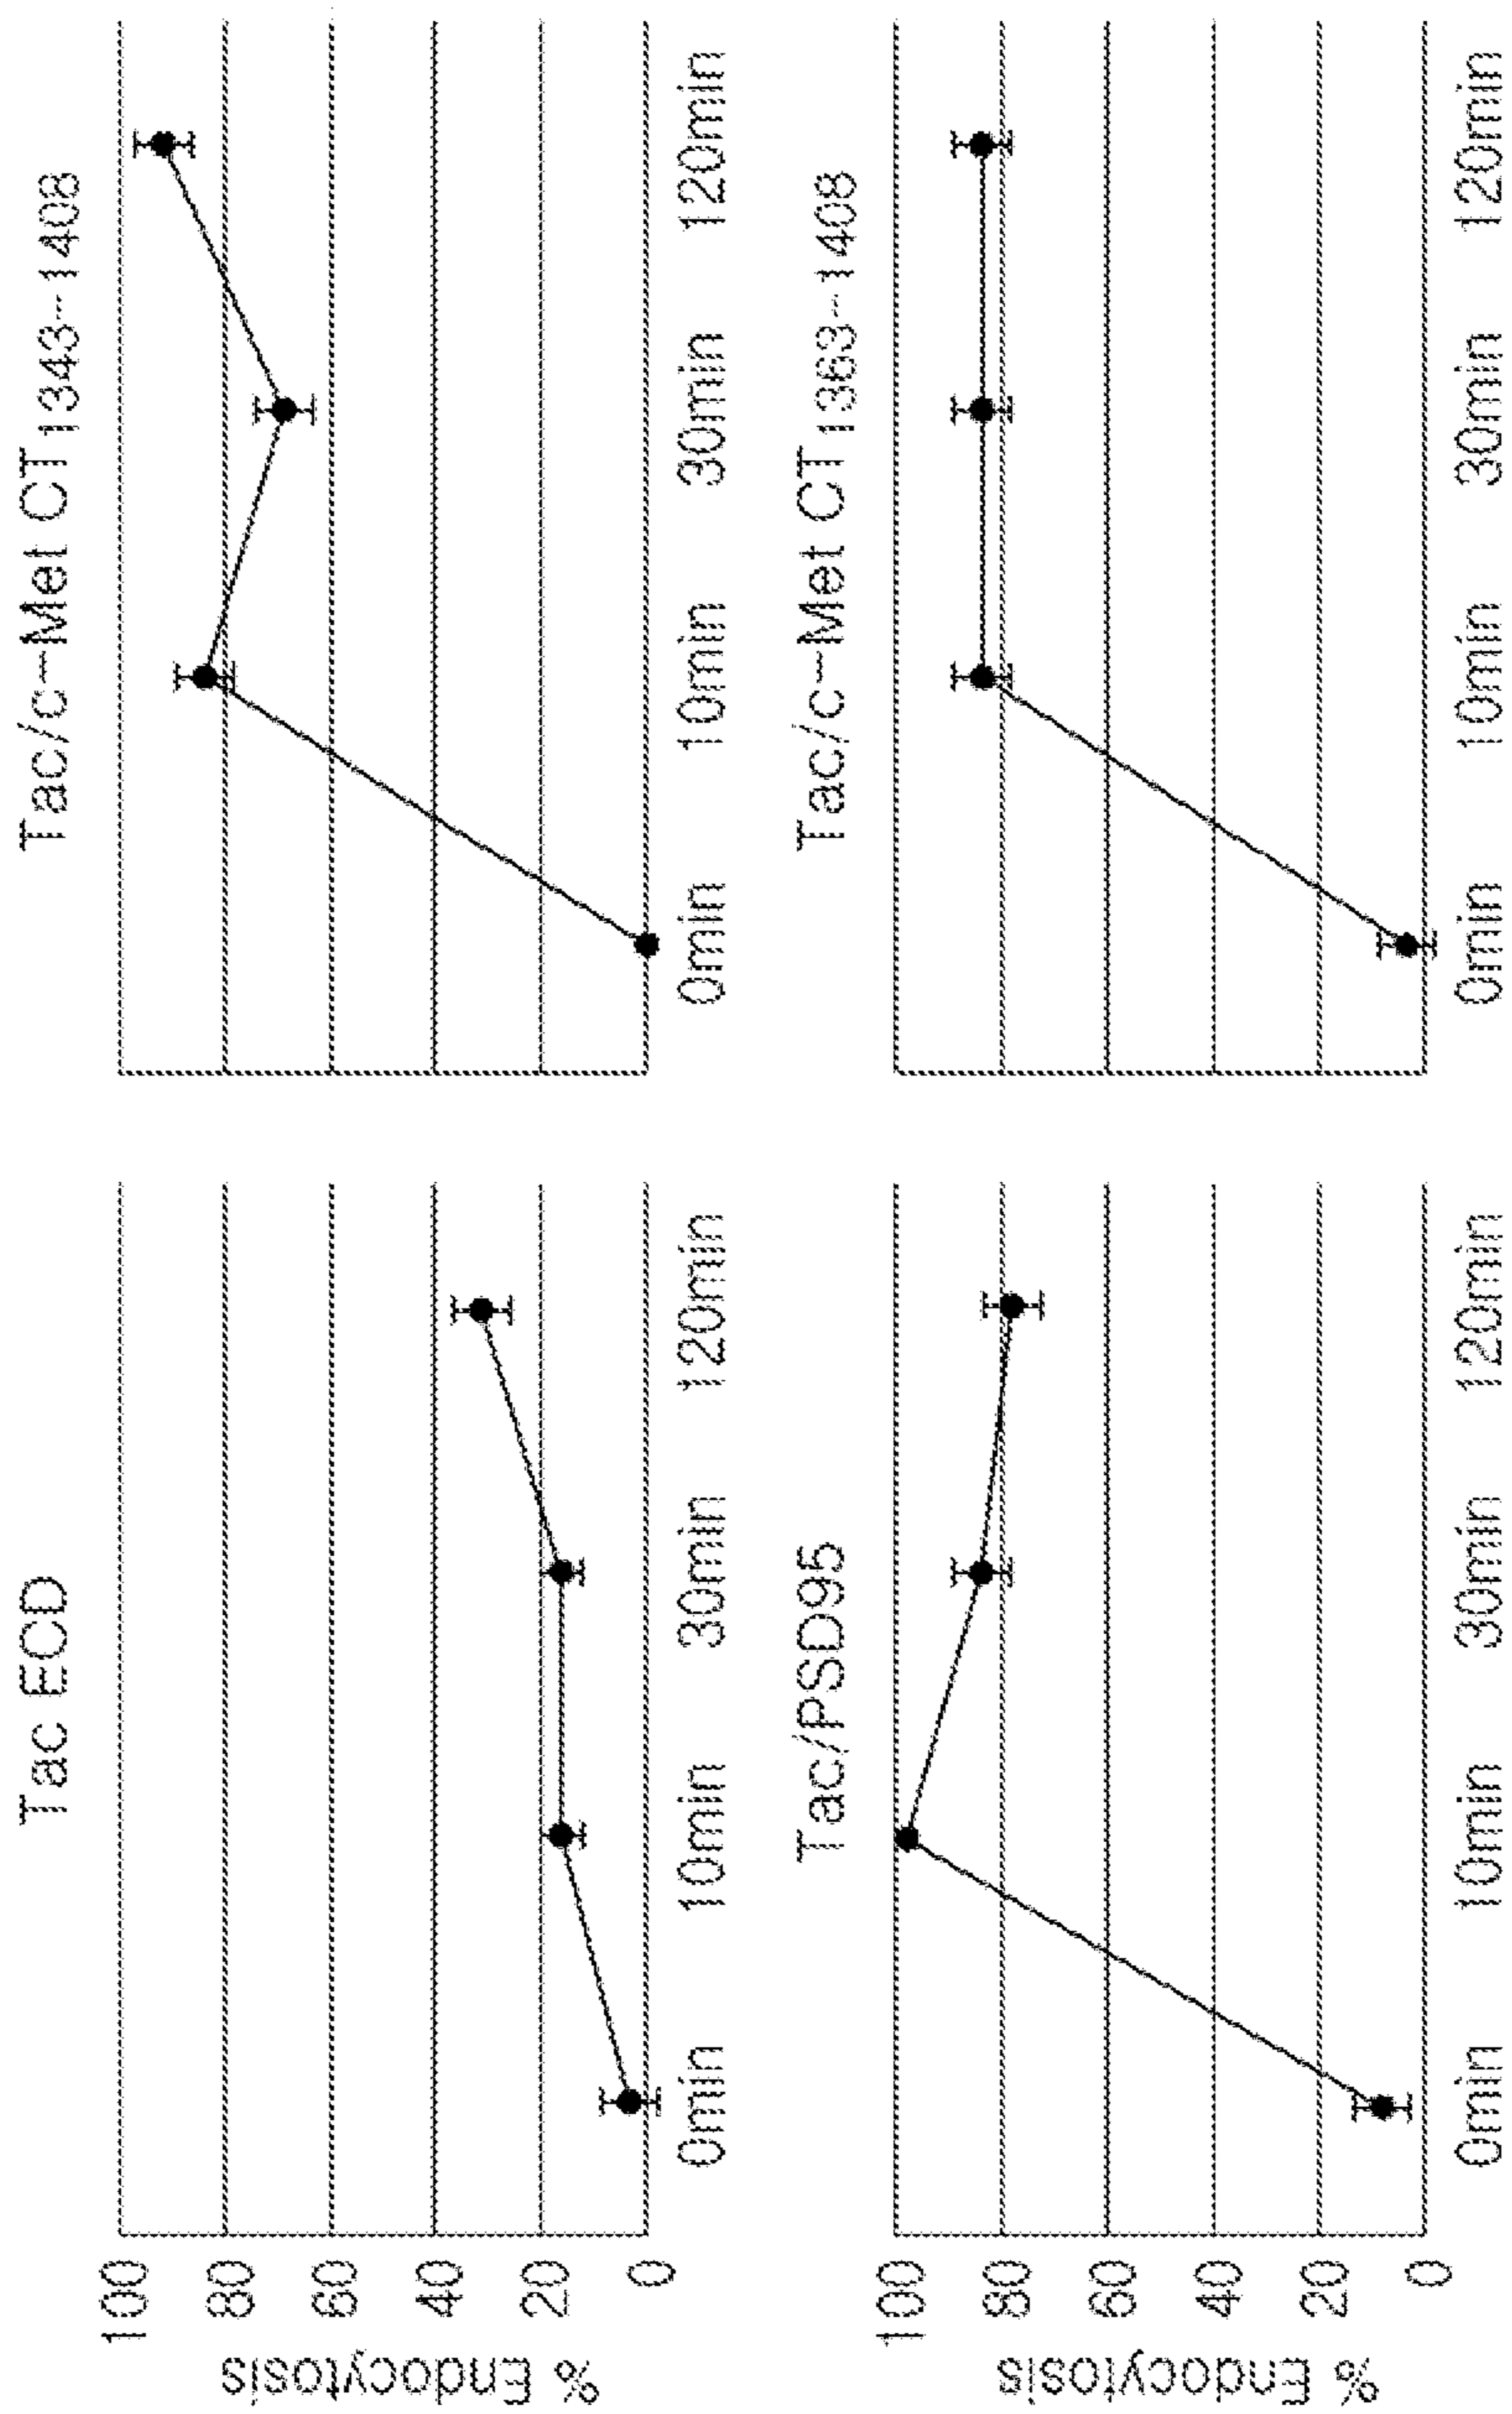 Tac ECD
Tac/c-Met CT1343-1408
% Endocytosis
100
80
60
40
20
0
0min 10min 30min 120min
0min 10min 30min 120min
Tac/PSD95
Tac/c-Met CT1363-1408
% Endocytosis
100
80
60
40
20
0
0min 10min 30min 120min
0min 10min 30min 120min